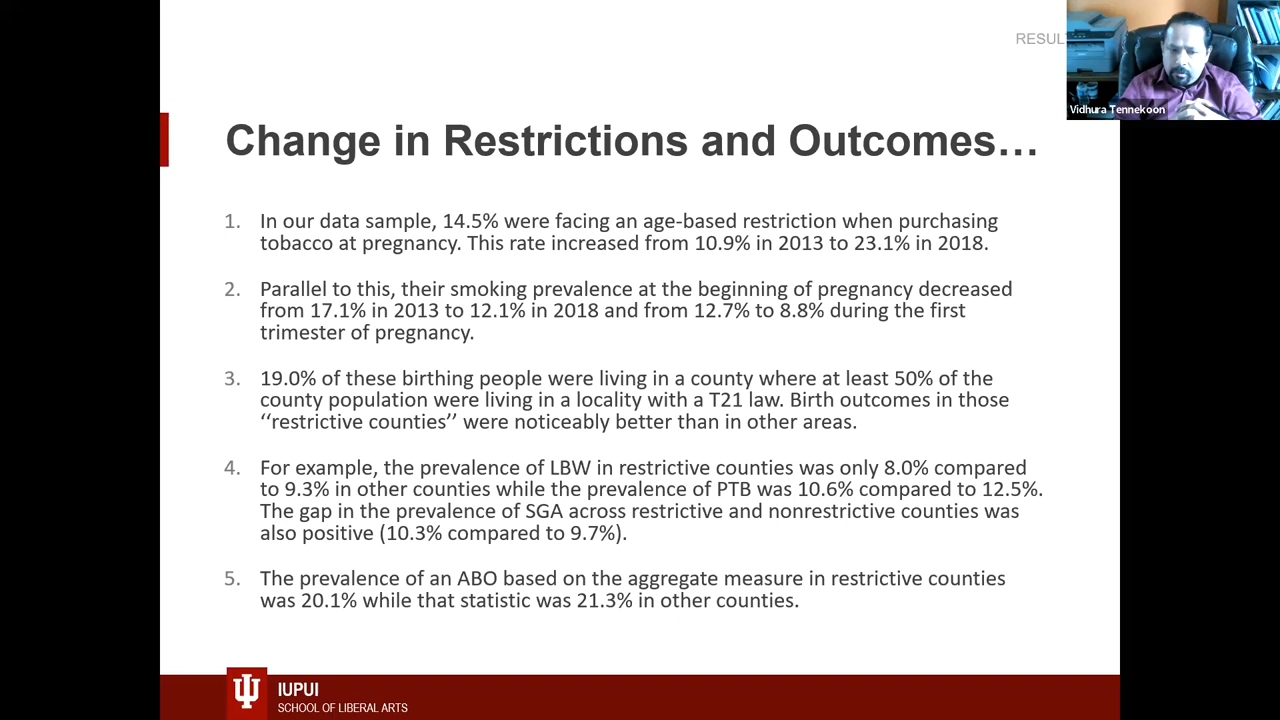 RESUL
Vidhura Tennekoon
Change in Restrictions and Outcomes…
1. In our data sample, 14.5% were facing an age-based restriction when purchasing
tobacco at pregnancy. This rate increased from 10.9% in 2013 to 23.1% in 2018.
2. Parallel to this, their smoking prevalence at the beginning of pregnancy decreased
from 17.1% in 2013 to 12.1% in 2018 and from 12.7% to 8.8% during the first
trimester of pregnancy.
3. 19.0% of these birthing people were living in a county where at least 50% of the
county population were living in a locality with a T21 law. Birth outcomes in those
‘‘restrictive counties’’ were noticeably better than in other areas.
4. For example, the prevalence of LBW in restrictive counties was only 8.0% compared
to 9.3% in other counties while the prevalence of PTB was 10.6% compared to 12.5%.
The gap in the prevalence of SGA across restrictive and nonrestrictive counties was
also positive (10.3% compared to 9.7%).
5. The prevalence of an ABO based on the aggregate measure in restrictive counties
was 20.1% while that statistic was 21.3% in other counties.
IUPUI
SCHOOL OF LIBERAL ARTS